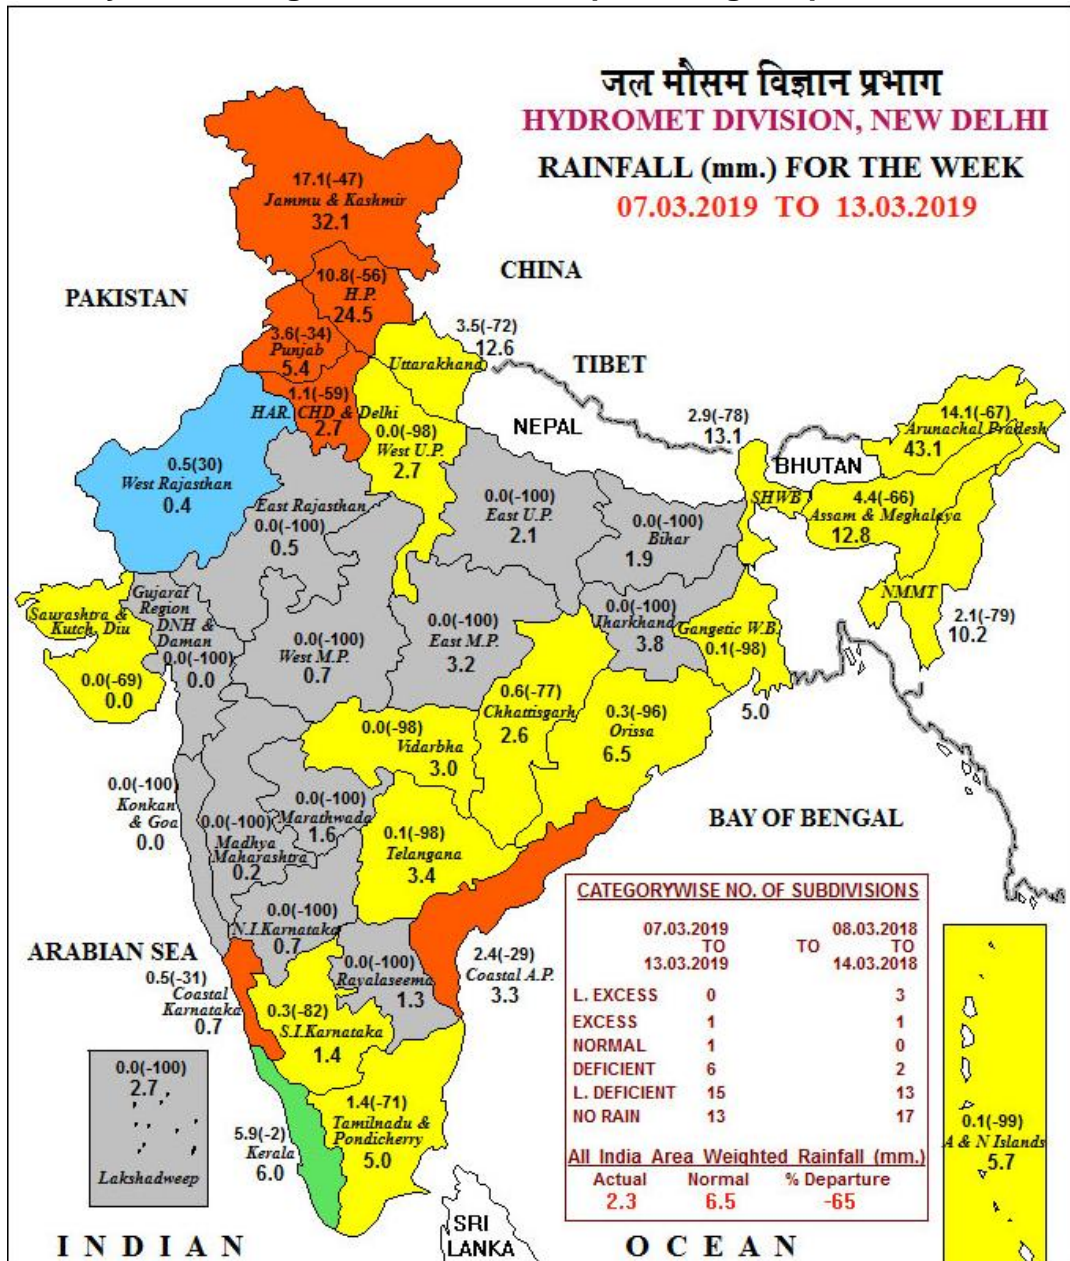 जल मौसम विज्ञान प्रभाग
HYDROMET DIVISION, NEW DELHI
RAINFALL (mm.) FOR THE WEEK
07.03.2019 TO 13.03.2019
17.1(-47)
Jammu & Kashmir
32.1
CHINA
PAKISTAN
10.8(-56)
H.P.
24.5
3.6(-34)
Punjab
5.4
3.5(-72)
12.6
Uttarakhand
TIBET
1.1(-59)
HAR. CHD & Delhi
2.7
0.0(-98)
West U.P.
2.7
NEPAL
2.9(-78)
13.1
14.1(-67)
Arunachal Pradesh
43.1
BHUTAN
SHWB
0.5(30)
West Rajasthan
0.4
East Rajasthan
0.0(-100)
0.5
0.0(-100)
East U.P.
2.1
0.0(-100)
Bihar
1.9
4.4(-66)
Assam & Meghalaya
12.8
NMMT
2.1(-79)
10.2
Saurashtra &
Kutch, Diu
0.0(-69)
0.0
Gujarat
Region
DNH &
Daman
0.0(-100)
0.0
0.0(-100)
West M.P.
0.7
0.0(-100)
East M.P.
3.2
0.0(-100)
Jharkhand
3.8
Gangetic W.B.
0.1(-98)
5.0
0.6(-77)
Chhattisgarh
2.6
0.3(-96)
Orissa
6.5
0.0(-98)
Vidarbha
3.0
0.0(-100)
Konkan
& Goa
0.0
0.0(-100)
Madhya
Maharashtra
0.2
0.0(-100)
Marathwada
1.6
0.1(-98)
Telangana
3.4
BAY OF BENGAL
0.0(-100)
N.I.Karnataka
0.7
ARABIAN SEA
0.5(-31)
Coastal
Karnataka
0.7
0.0(-100)
Rayalaseema
1.3
2.4(-29)
Coastal A.P.
3.3
0.3(-82)
S.I.Karnataka
1.4
0.0(-100)
2.7
Lakshadweep
5.9(-2)
Kerala
6.0
1.4(-71)
Tamilnadu &
Pondicherry
5.0
CATEGORYWISE NO. OF SUBDIVISIONS
07.03.2019 08.03.2018
TO TO TO
13.03.2019 14.03.2018
L. EXCESS 0 3
EXCESS 1 1
NORMAL 1 0
DEFICIENT 6 2
L. DEFICIENT 15 13
NO RAIN 13 17
All India Area Weighted Rainfall (mm.)
Actual Normal % Departure
2.3 6.5 -65
0.1(-99)
A & N Islands
5.7
SRI
LANKA
INDIAN OCEAN